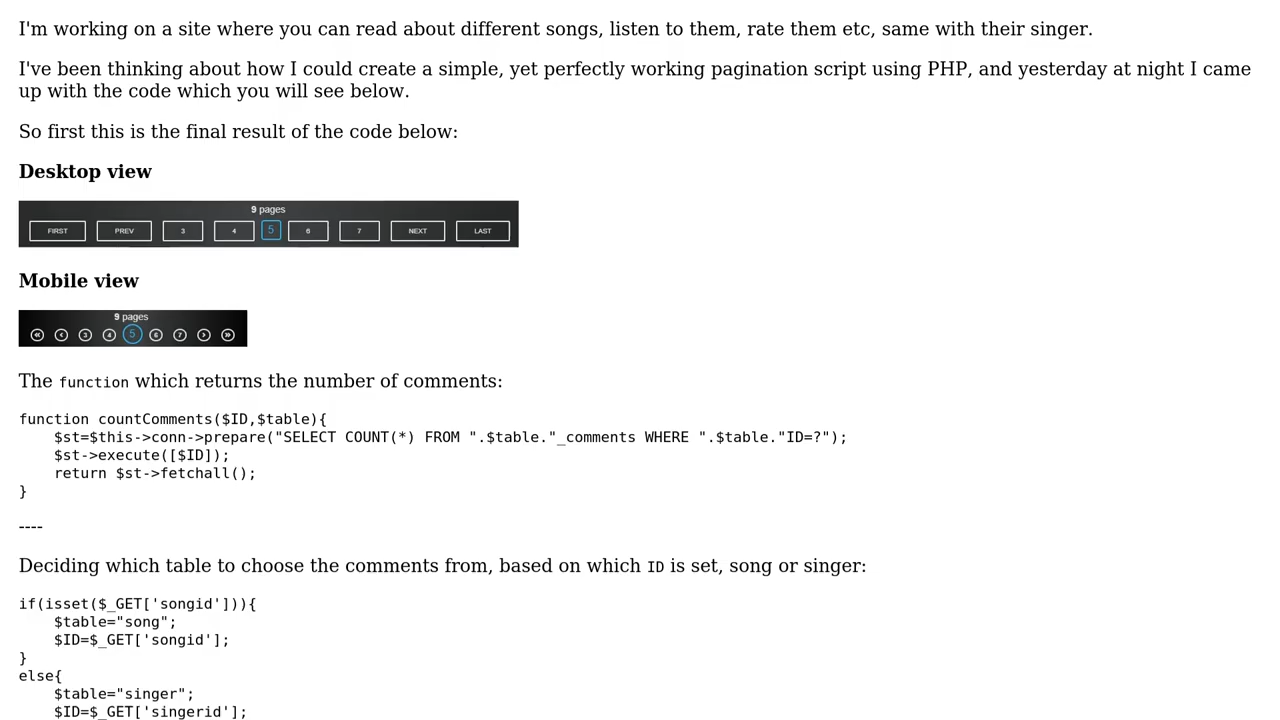 I'm working on a site where you can read about different songs, listen to them, rate them etc, same with their singer.
I've been thinking about how I could create a simple, yet perfectly working pagination script using PHP, and yesterday at night I came
up with the code which you will see below.
So first this is the final result of the code below:
Desktop view
9 pages
FIRST PREV 3 4 5 6 7 NEXT LAST
Mobile view
9 pages
« ‹ 3 4 5 6 7 › »
The function which returns the number of comments:
function countComments($ID,$table){
    $st=$this->conn->prepare("SELECT COUNT(*) FROM ".$table."_comments WHERE ".$table."ID=?");
    $st->execute([$ID]);
    return $st->fetchall();
}
----
Deciding which table to choose the comments from, based on which ID is set, song or singer:
if(isset($_GET['songid'])){
    $table="song";
    $ID=$_GET['songid'];
}
else{
    $table="singer";
    $ID=$_GET['singerid'];